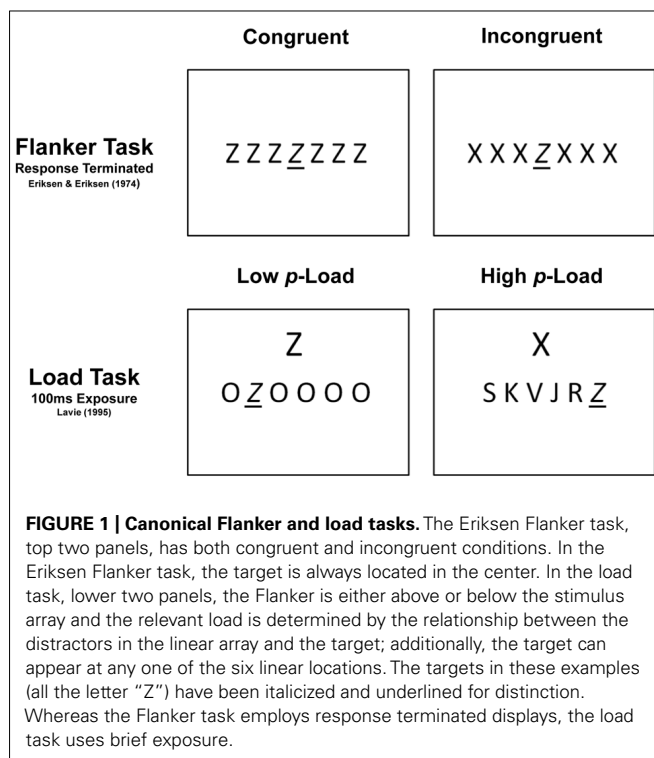 Congruent Incongruent
Flanker Task
Response Terminated
Eriksen & Eriksen (1974)
Z Z Z Z Z Z Z
X X X Z X X X
Low p-Load High p-Load
Load Task
100ms Exposure
Lavie (1995)
Z
O Z O O O O
X
S K V J R Z
FIGURE 1 | Canonical Flanker and load tasks. The Eriksen Flanker task,
top two panels, has both congruent and incongruent conditions. In the
Eriksen Flanker task, the target is always located in the center. In the load
task, lower two panels, the Flanker is either above or below the stimulus
array and the relevant load is determined by the relationship between the
distractors in the linear array and the target; additionally, the target can
appear at any one of the six linear locations. The targets in these examples
(all the letter “Z”) have been italicized and underlined for distinction.
Whereas the Flanker task employs response terminated displays, the load
task uses brief exposure.